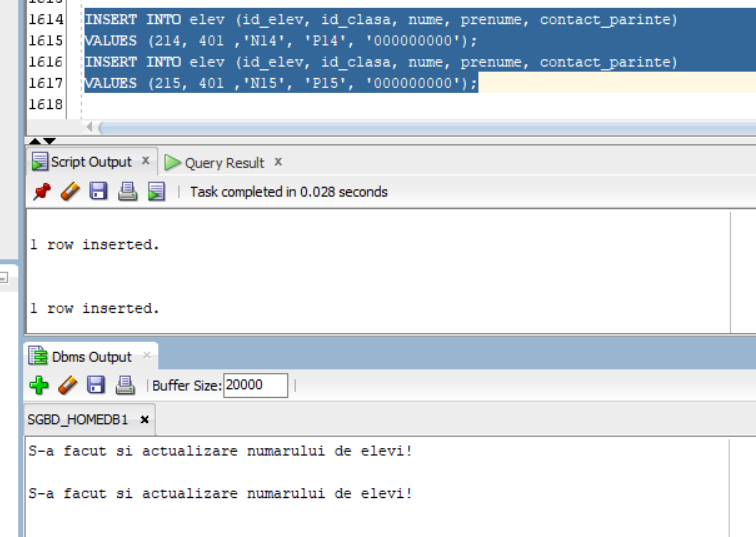 1614 INSERT INTO elev (id_elev, id_clasa, nume, prenume, contact_parinte)
1615 VALUES (214, 401 ,'N14', 'P14', '000000000');
1616 INSERT INTO elev (id_elev, id_clasa, nume, prenume, contact_parinte)
1617 VALUES (215, 401 ,'N15', 'P15', '000000000');
1618
Script Output x Query Result x
Task completed in 0.028 seconds
1 row inserted.
1 row inserted.
Dbms Output ×
Buffer Size: 20000
SGBD_HOMEDB1 ×
S-a facut si actualizare numarului de elevi!
S-a facut si actualizare numarului de elevi!